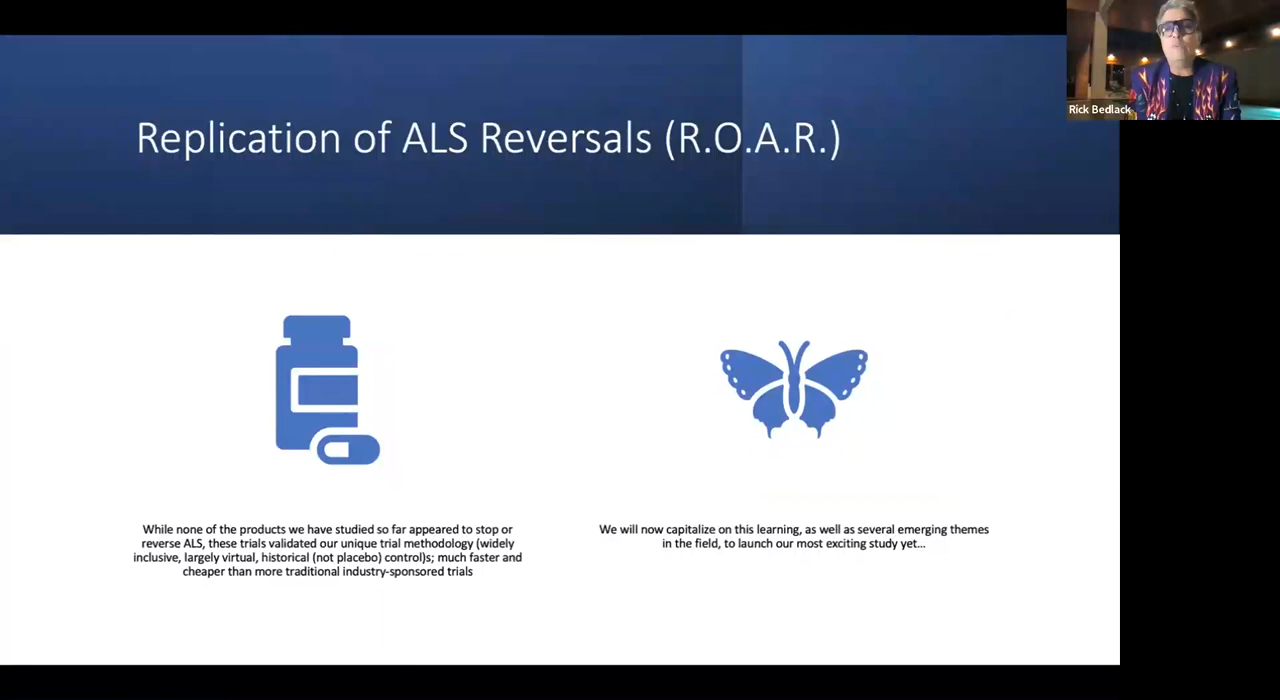 Replication of ALS Reversals (R.O.A.R.)
Rick Bedlack
While none of the products we have studied so far appeared to stop or
reverse ALS, these trials validated our unique trial methodology (widely
inclusive, largely virtual, historical (not placebo) control)s; much faster and
cheaper than more traditional industry-sponsored trials
We will now capitalize on this learning, as well as several emerging themes
in the field, to launch our most exciting study yet...